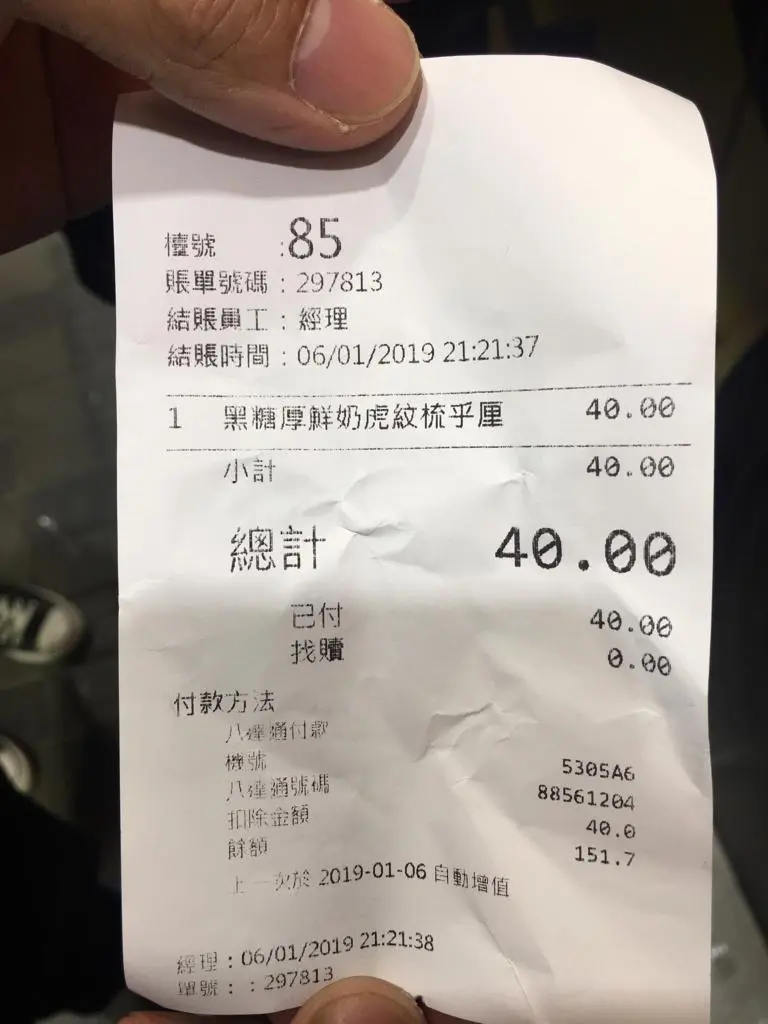 檯號 :85
賬單號碼 : 297813
結賬員工 : 經理
結賬時間 : 06/01/2019 21:21:37
1 黑糖厚鮮奶虎紋梳乎厘 40.00
小計 40.00
總計 40.00
已付 40.00
找贖 0.00
付款方法
八達通付款
機號 5305A6
八達通號碼 88561204
扣除金額 40.0
餘額 151.7
上一次於 2019-01-06 自動增值
經理 : 06/01/2019 21:21:38
單號 : : 297813